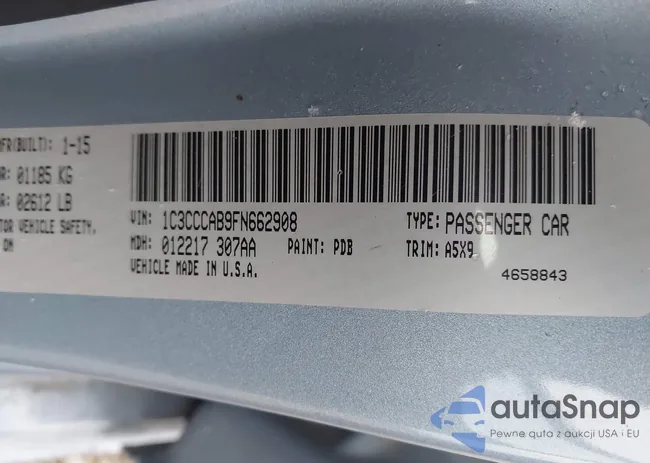 FR(BUILT): 1-15
R: 01185 KG
R: 02612 LB
TOR VEHICLE SAFETY,
ON
VIN: 1C3CCCAB9FN662908
TYPE: PASSENGER CAR
MDH: 012217 307AA PAINT: PDB
TRIM: A5X9
VEHICLE MADE IN U.S.A.
4658843
autaSnap
Pewne auta z aukcji USA i EU